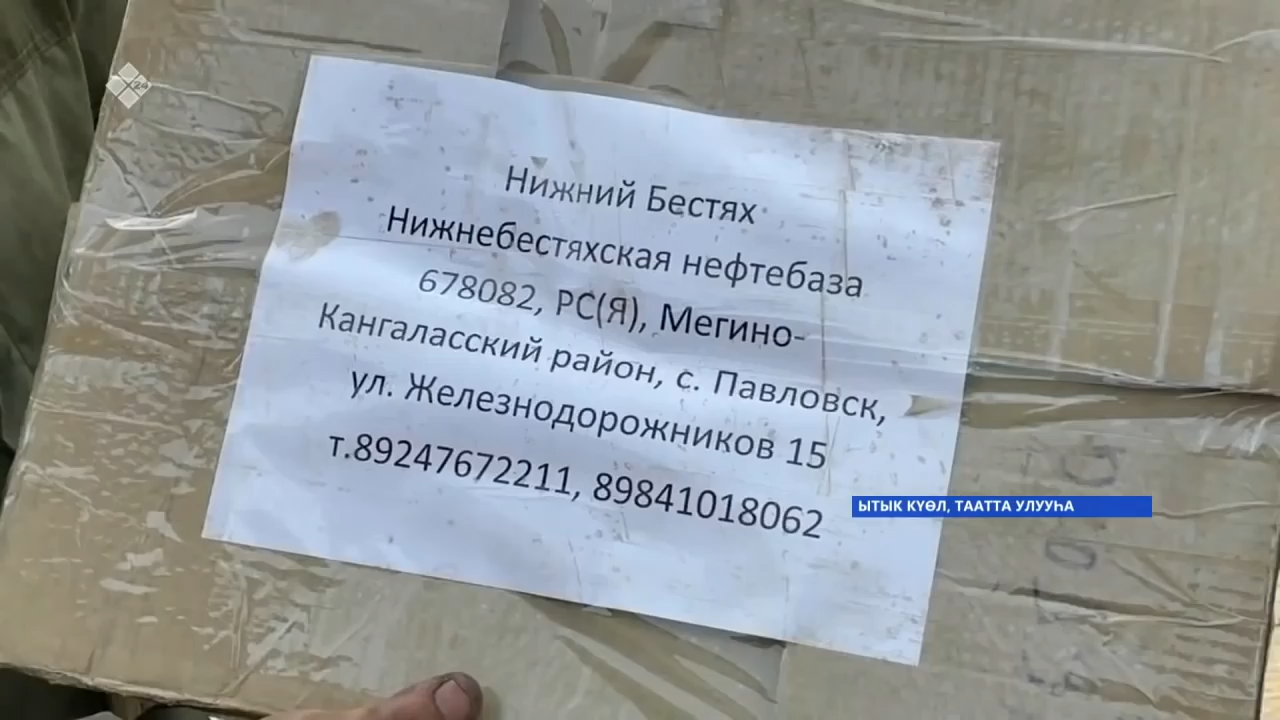 Нижний Бестях
Нижнебестяхская нефтебаза
678082, РС(Я), Мегино-
Кангаласский район, с. Павловск,
ул. Железнодорожников 15
т.89247672211, 89841018062
ЫТЫК КҮӨЛ, ТААТТА УЛУУҺА